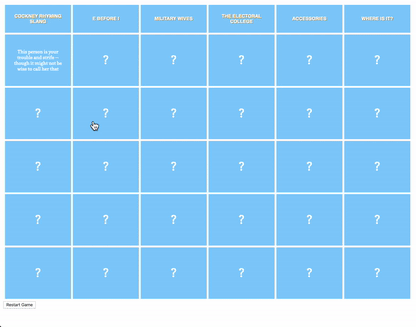 COCKNEY RHYMING
SLANG
E BEFORE I
MILITARY WIVES
THE ELECTORAL
COLLEGE
ACCESSORIES
WHERE IS IT?
This person is your
trouble and strife--
though it might not be
wise to call her that
? ? ? ? ?
? ? ? ? ? ?
? ? ? ? ? ?
? ? ? ? ? ?
? ? ? ? ? ?
Restart Game